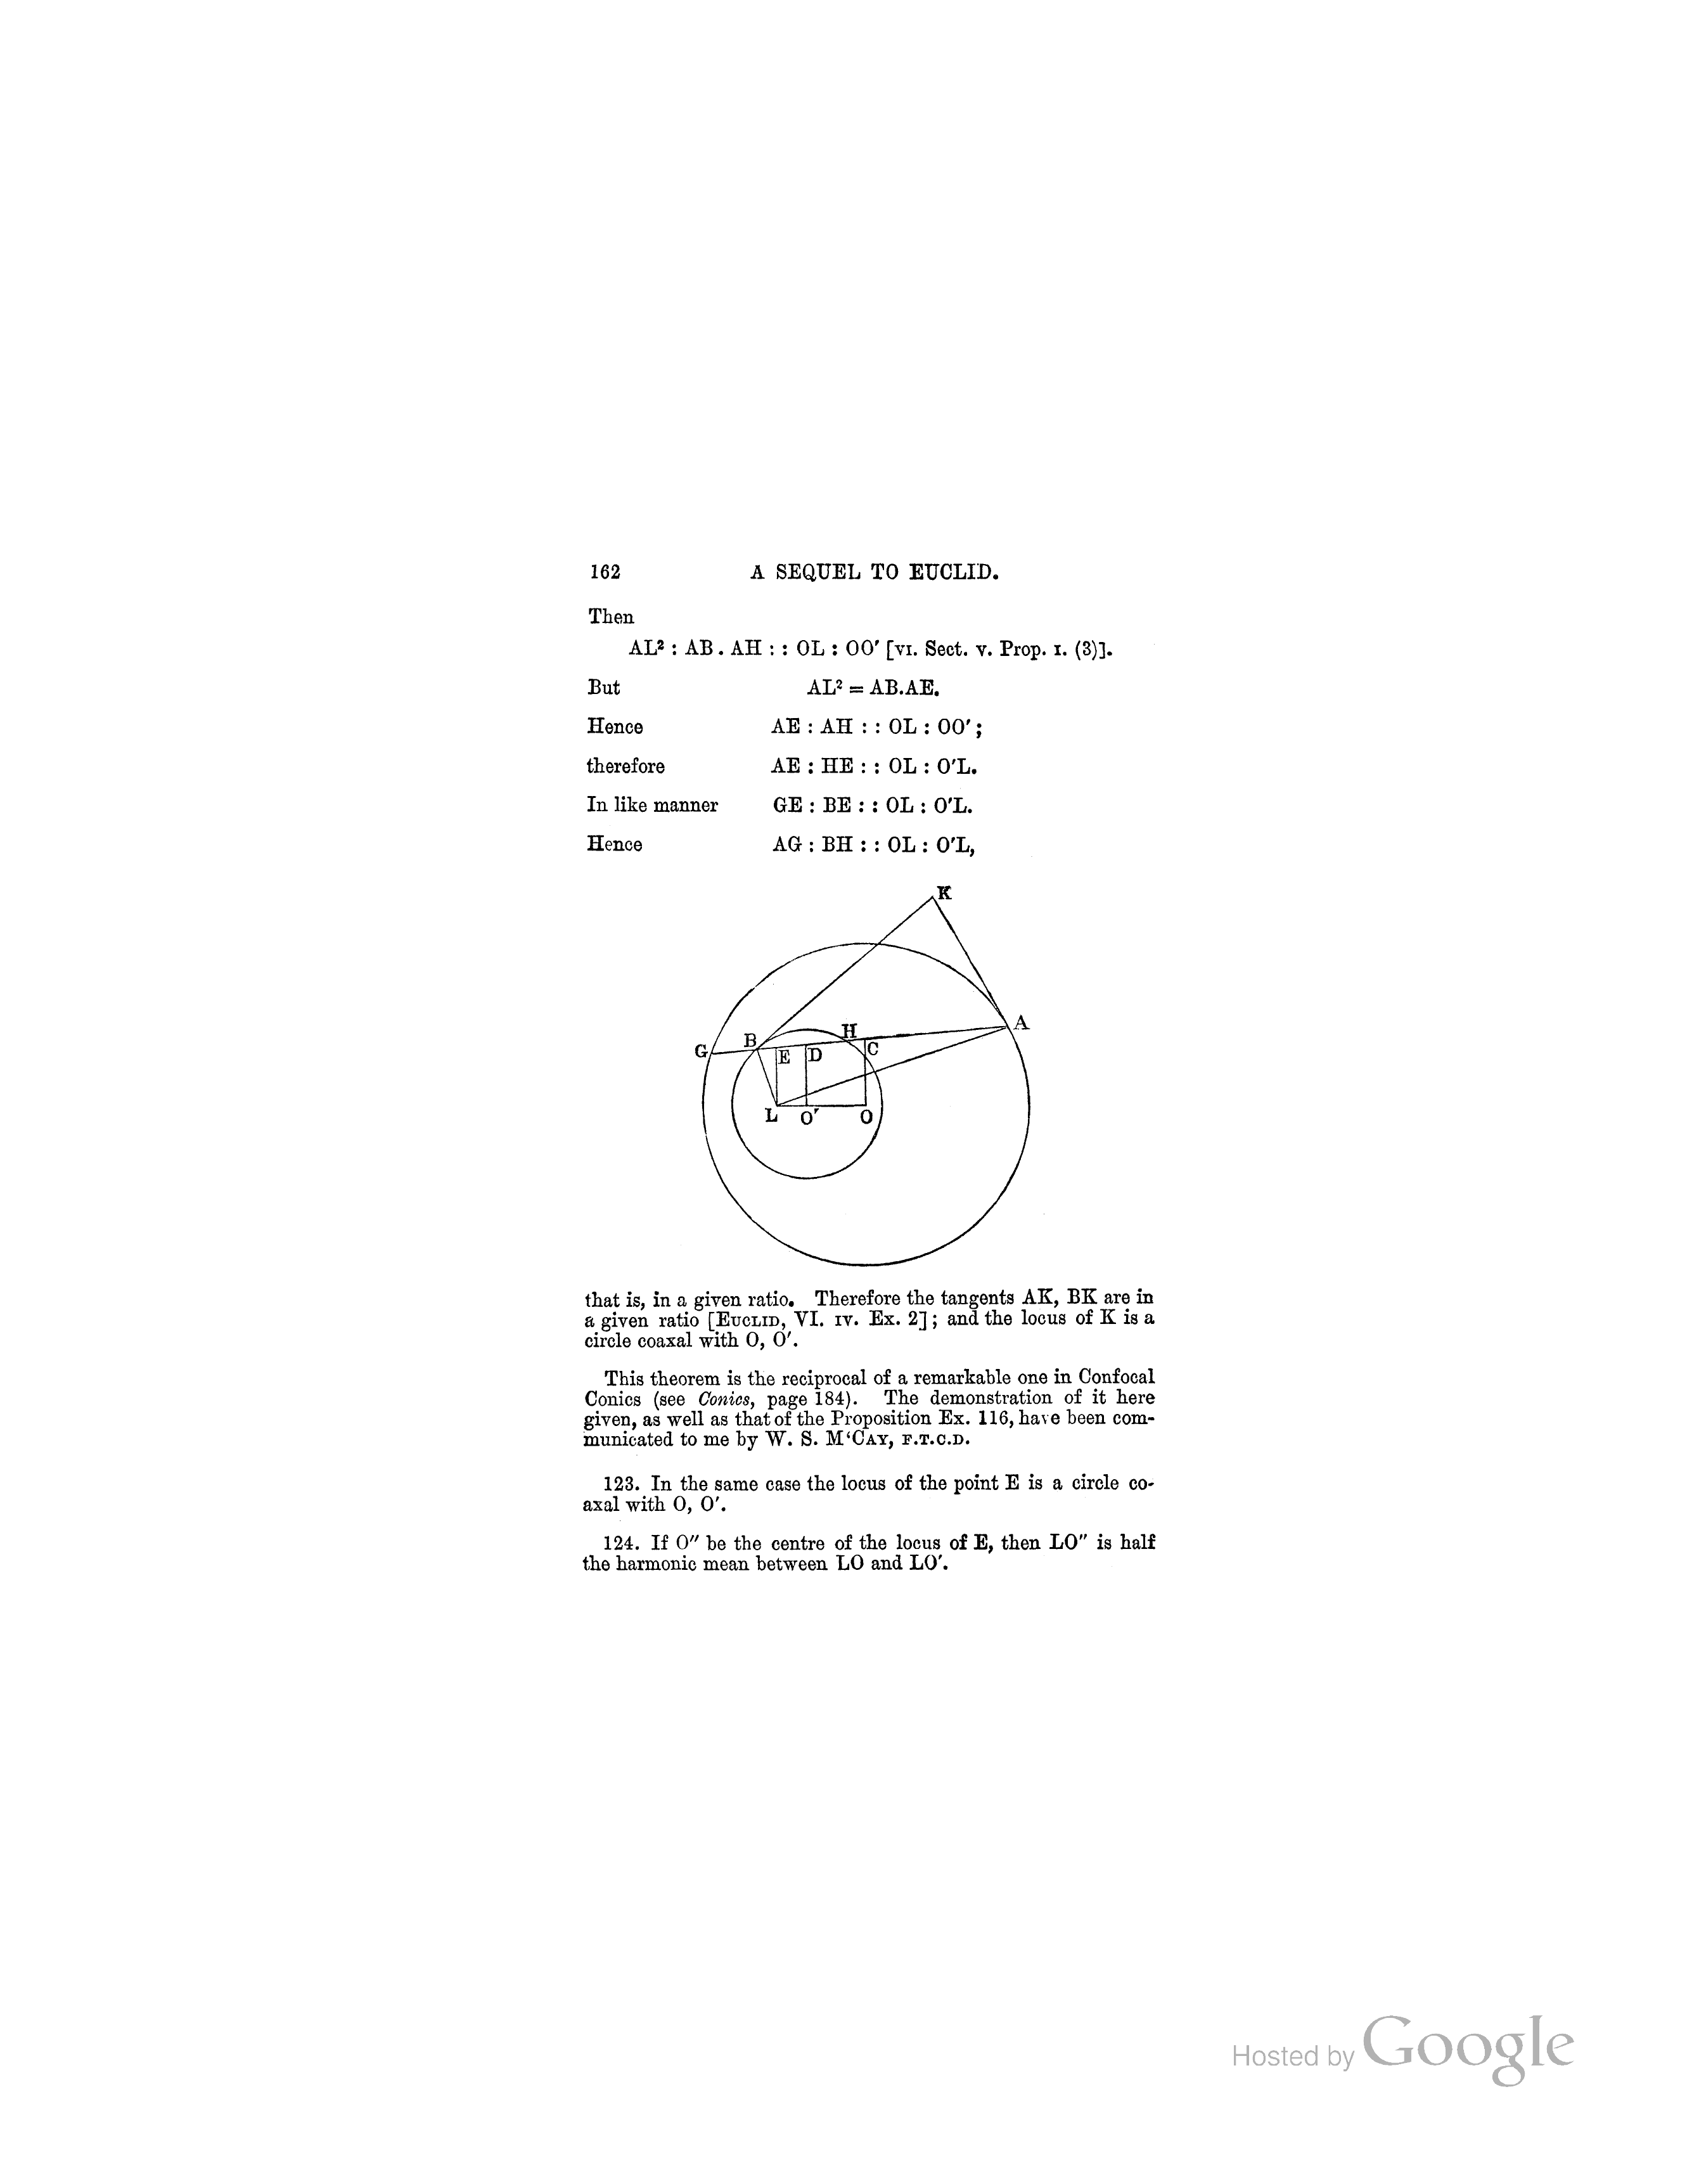 162 A SEQUEL TO EUCLID.
Then
AL² : AB . AH : : OL : OO′ [VI. Sect. V. Prop. I. (3)].
But AL² = AB.AE.
Hence AE : AH : : OL : OO′ ;
therefore AE : HE : : OL : O′L.
In like manner GE : BE : : OL : O′L.
Hence AG : BH : : OL : O′L,
K
A
H
B
G
E
D
C
L
O′
O
that is, in a given ratio. Therefore the tangents AK, BK are in
a given ratio [EUCLID, VI. IV. Ex. 2] ; and the locus of K is a
circle coaxal with O, O′.
This theorem is the reciprocal of a remarkable one in Confocal
Conics (see Conics, page 184). The demonstration of it here
given, as well as that of the Proposition Ex. 116, have been com-
municated to me by W. S. M‘CAY, F.T.C.D.
123. In the same case the locus of the point E is a circle co-
axal with O, O′.
124. If O″ be the centre of the locus of E, then LO″ is half
the harmonic mean between LO and LO′.
Hosted by Google